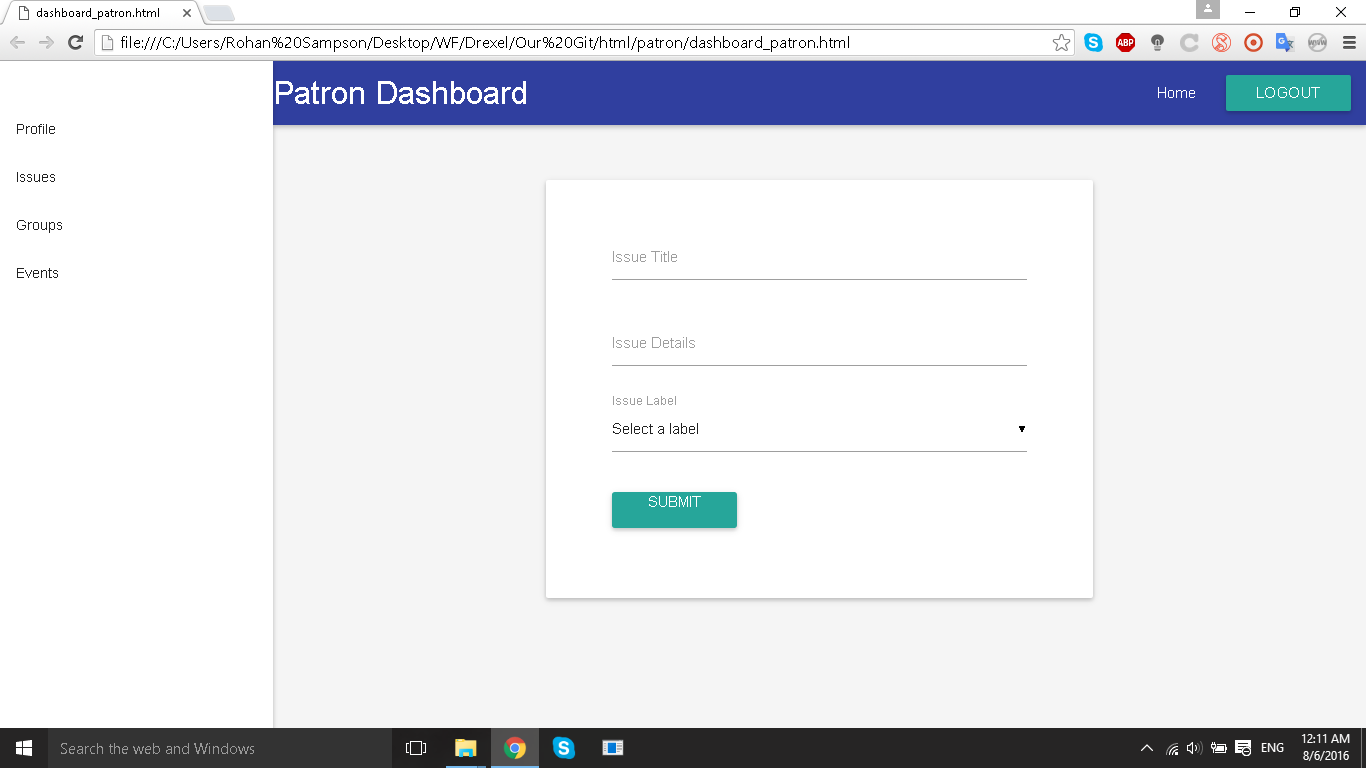 dashboard_patron.html
file:///C:/Users/Rohan%20Sampson/Desktop/WF/Drexel/Our%20Git/html/patron/dashboard_patron.html
ABP
Patron Dashboard
Home
LOGOUT
Profile
Issues
Groups
Events
Issue Title
Issue Details
Issue Label
Select a label
SUBMIT
Search the web and Windows
ENG
12:11 AM
8/6/2016